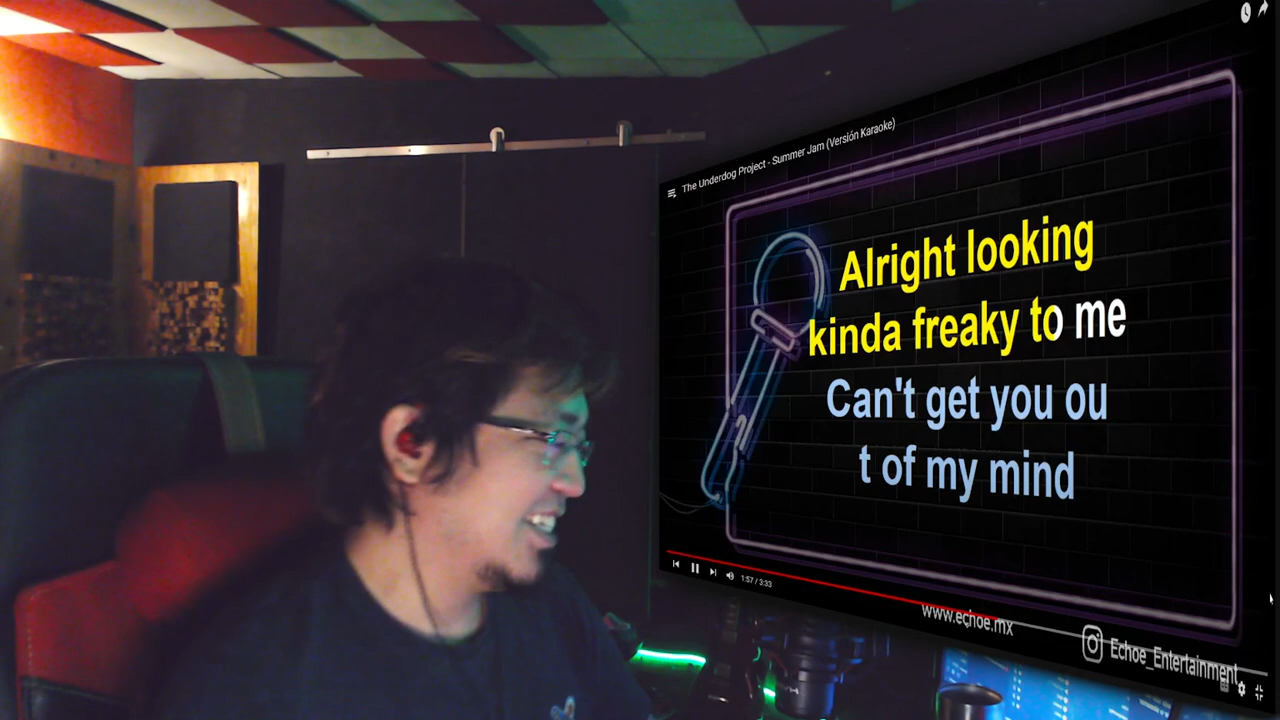 The Underdog Project - Summer Jam (Versión Karaoke)
Alright looking
kinda freaky to me
Can't get you ou
t of my mind
1:57 / 3:33
www.echoe.mx
Echoe_Entertainment